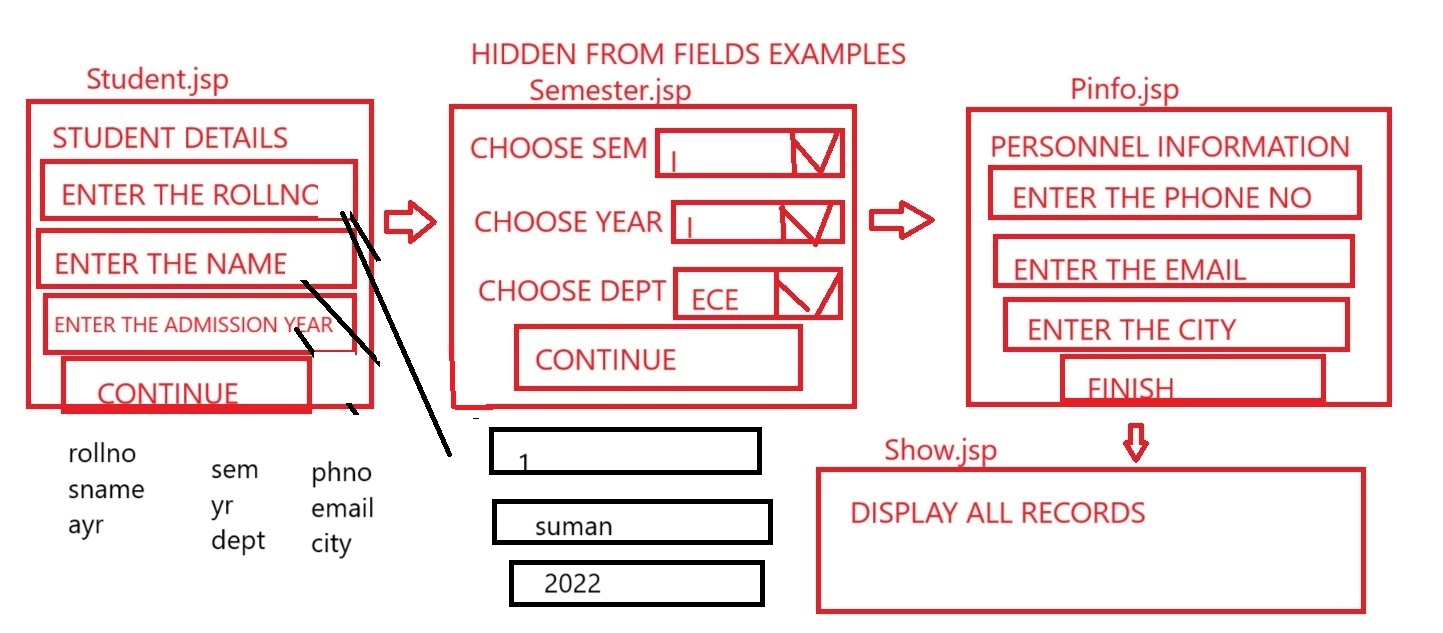 HIDDEN FROM FIELDS EXAMPLES
Student.jsp
STUDENT DETAILS
ENTER THE ROLLNO
ENTER THE NAME
ENTER THE ADMISSION YEAR
CONTINUE
Semester.jsp
CHOOSE SEM I
CHOOSE YEAR I
CHOOSE DEPT ECE
CONTINUE
Pinfo.jsp
PERSONNEL INFORMATION
ENTER THE PHONE NO
ENTER THE EMAIL
ENTER THE CITY
FINISH
rollno
sname
ayr
sem
yr
dept
phno
email
city
1
suman
2022
Show.jsp
DISPLAY ALL RECORDS